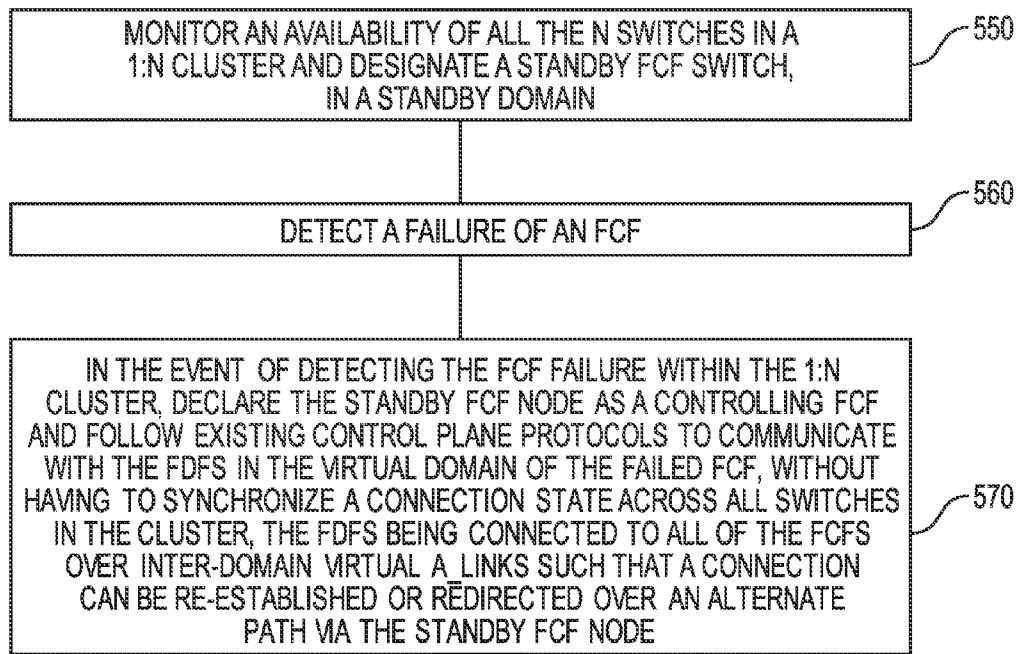 MONITOR AN AVAILABILITY OF ALL THE N SWITCHES IN A
1:N CLUSTER AND DESIGNATE A STANDBY FCF SWITCH,
IN A STANDBY DOMAIN
550
DETECT A FAILURE OF AN FCF
560
IN THE EVENT OF DETECTING THE FCF FAILURE WITHIN THE 1:N
CLUSTER, DECLARE THE STANDBY FCF NODE AS A CONTROLLING FCF
AND FOLLOW EXISTING CONTROL PLANE PROTOCOLS TO COMMUNICATE
WITH THE FDFS IN THE VIRTUAL DOMAIN OF THE FAILED FCF, WITHOUT
HAVING TO SYNCHRONIZE A CONNECTION STATE ACROSS ALL SWITCHES
IN THE CLUSTER, THE FDFS BEING CONNECTED TO ALL OF THE FCFS
OVER INTER-DOMAIN VIRTUAL A_LINKS SUCH THAT A CONNECTION
CAN BE RE-ESTABLISHED OR REDIRECTED OVER AN ALTERNATE
PATH VIA THE STANDBY FCF NODE
570